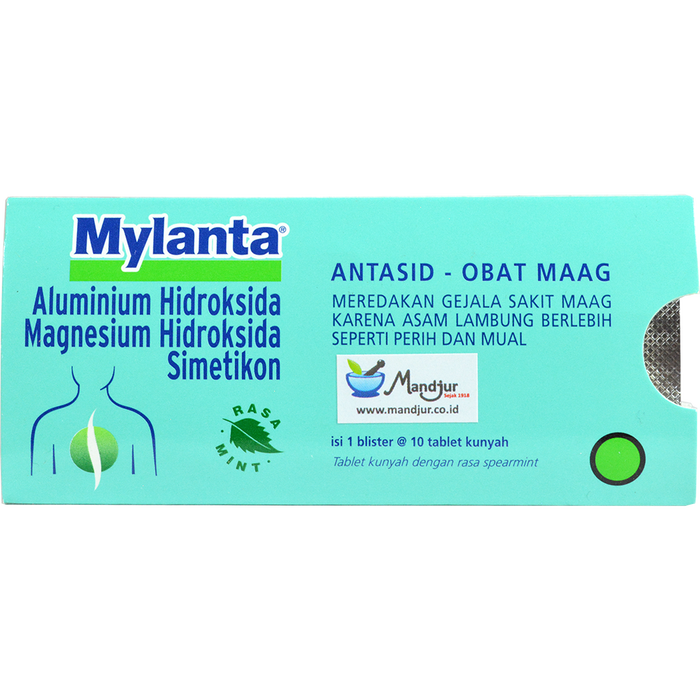 Mylanta®
Aluminium Hidroksida
Magnesium Hidroksida
Simetikon
RASA
MINT
ANTASID - OBAT MAAG
MEREDAKAN GEJALA SAKIT MAAG
KARENA ASAM LAMBUNG BERLEBIH
SEPERTI PERIH DAN MUAL
Mandjur
Sejak 1918
www.mandjur.co.id
isi 1 blister @ 10 tablet kunyah
Tablet kunyah dengan rasa spearmint